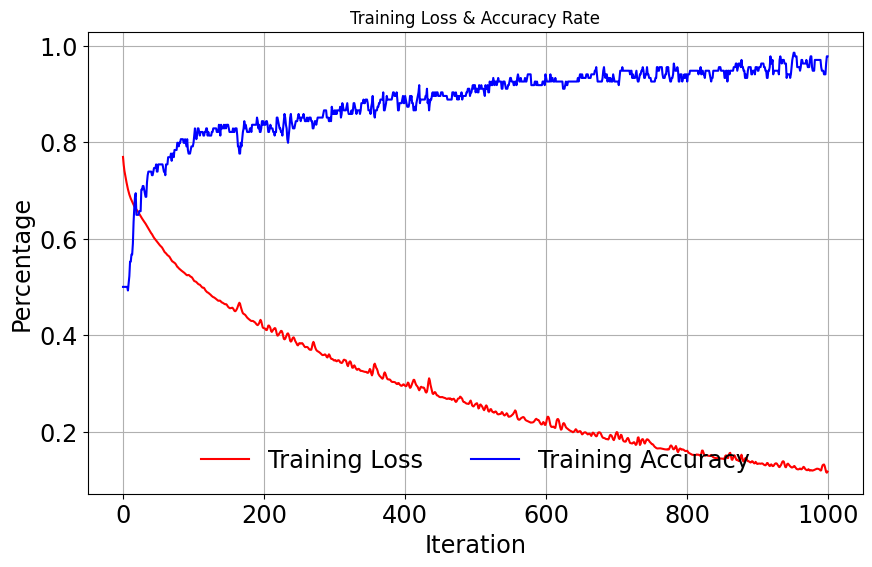 Training Loss & Accuracy Rate
1.0
0.8
0.6
0.4
0.2
Percentage
Training Loss
Training Accuracy
0 200 400 600 800 1000
Iteration